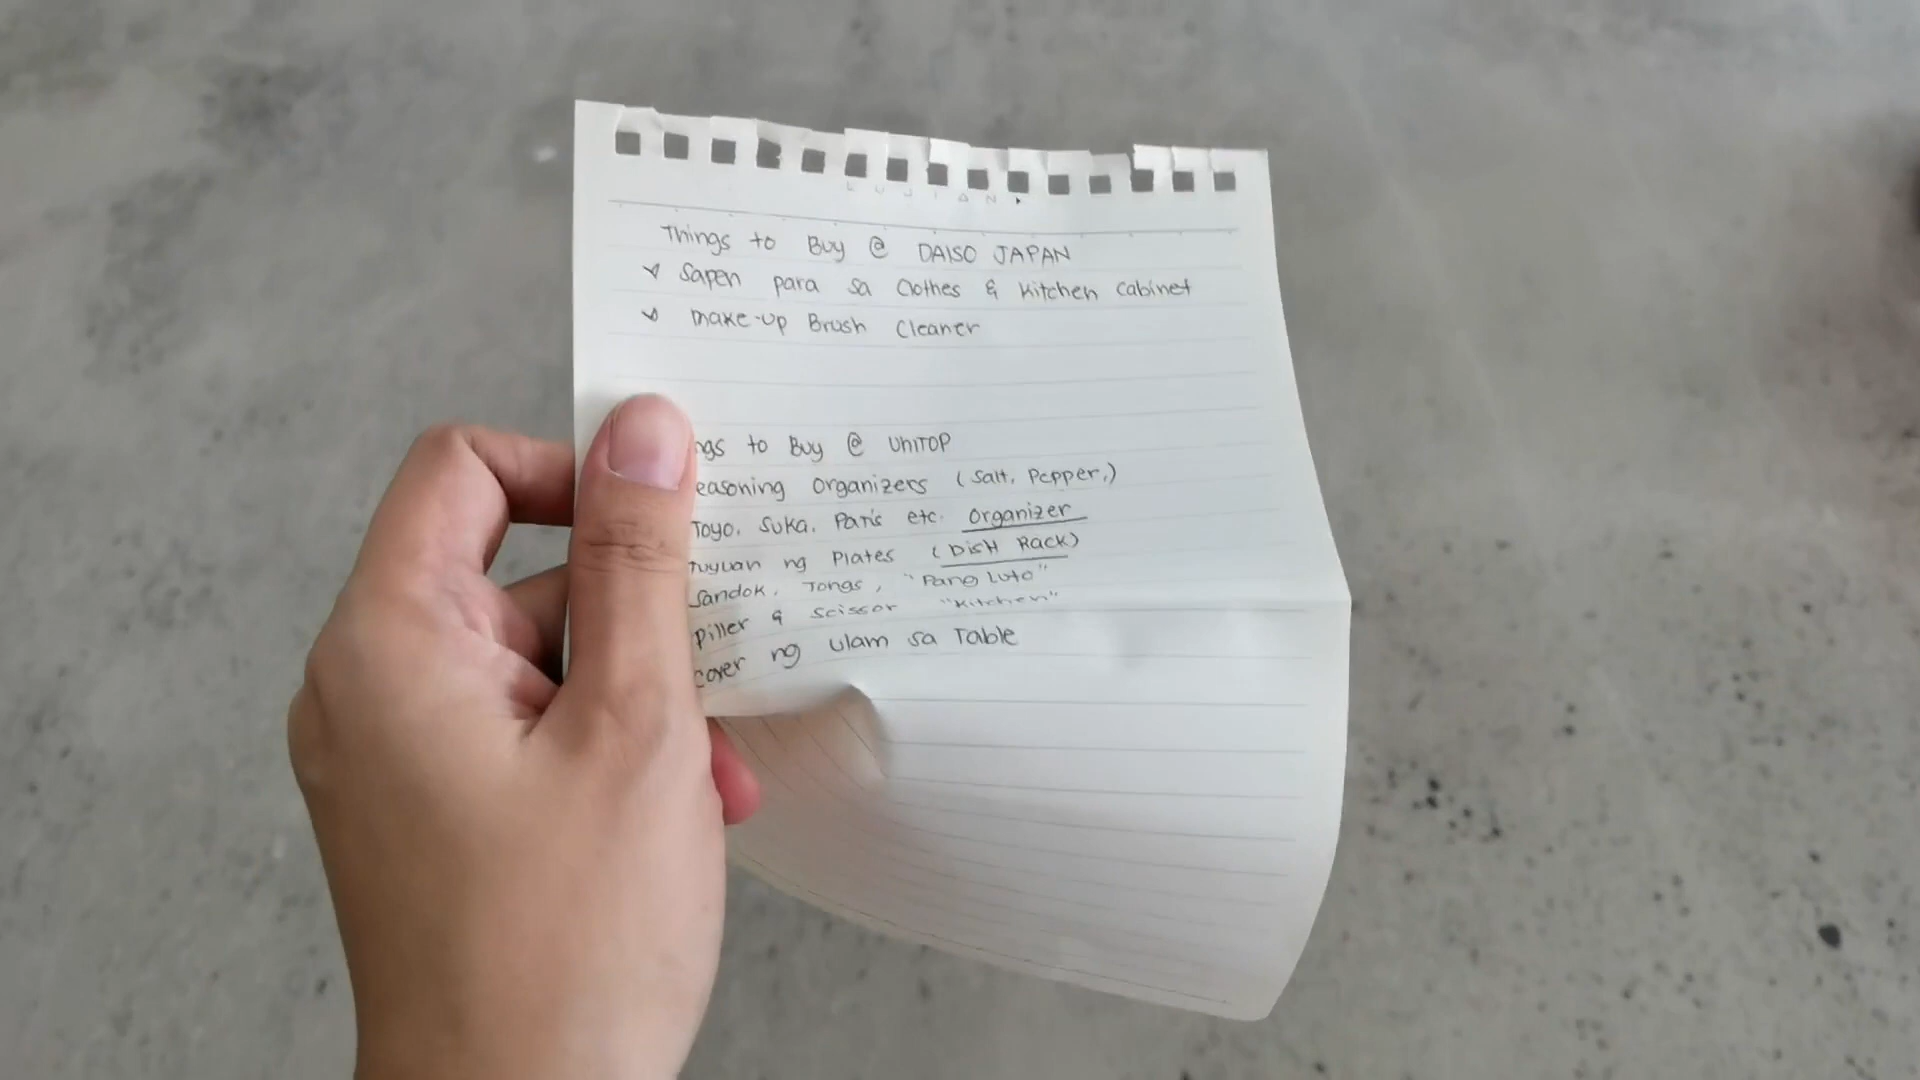 LUJIAN
Things to Buy @ DAISO JAPAN
Sapen para sa Clothes & Kitchen Cabinet
make-up Brush Cleaner
ngs to Buy @ UNITOP
easoning Organizers (Salt, Pepper,)
Toyo, Suka, Patis etc. Organizer
Tuyuan ng Plates (DISH Rack)
Sandok, Tongs, "Pang Luto"
Piller & Scissor "Kitchen"
Cover ng ulam sa Table